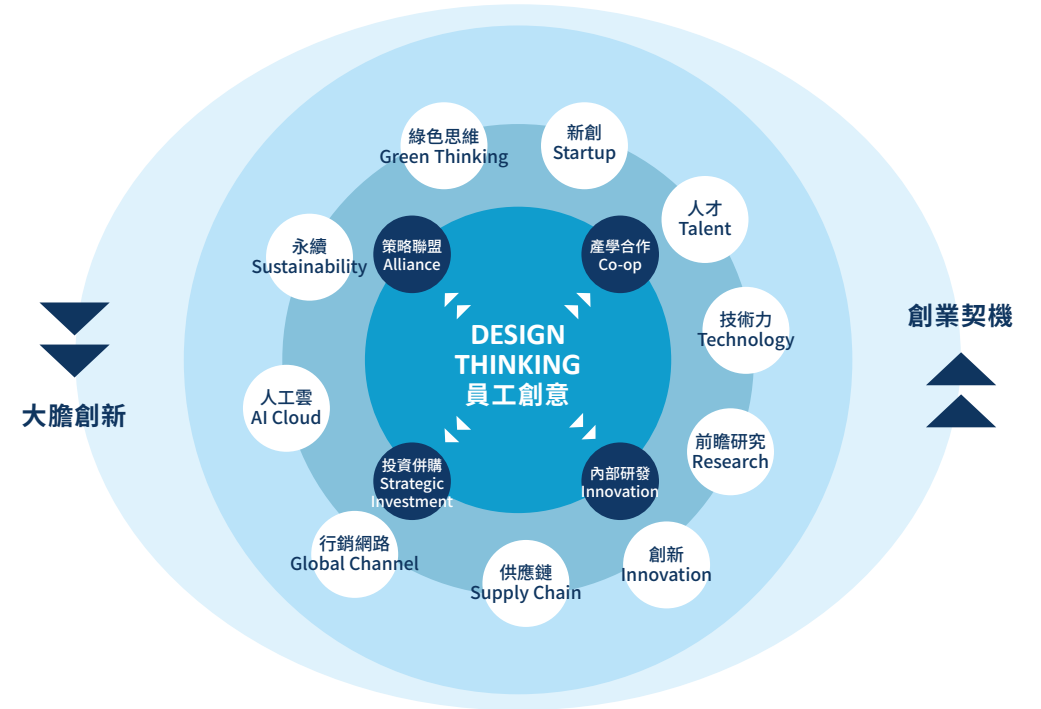 綠色思維
Green Thinking
新創
Startup
人才
Talent
永續
Sustainability
策略聯盟
Alliance
產學合作
Co-op
技術力
Technology
創業契機
DESIGN
THINKING
員工創意
大膽創新
人工雲
AI Cloud
前瞻研究
Research
投資併購
Strategic
Investment
內部研發
Innovation
行銷網路
Global Channel
供應鏈
Supply Chain
創新
Innovation